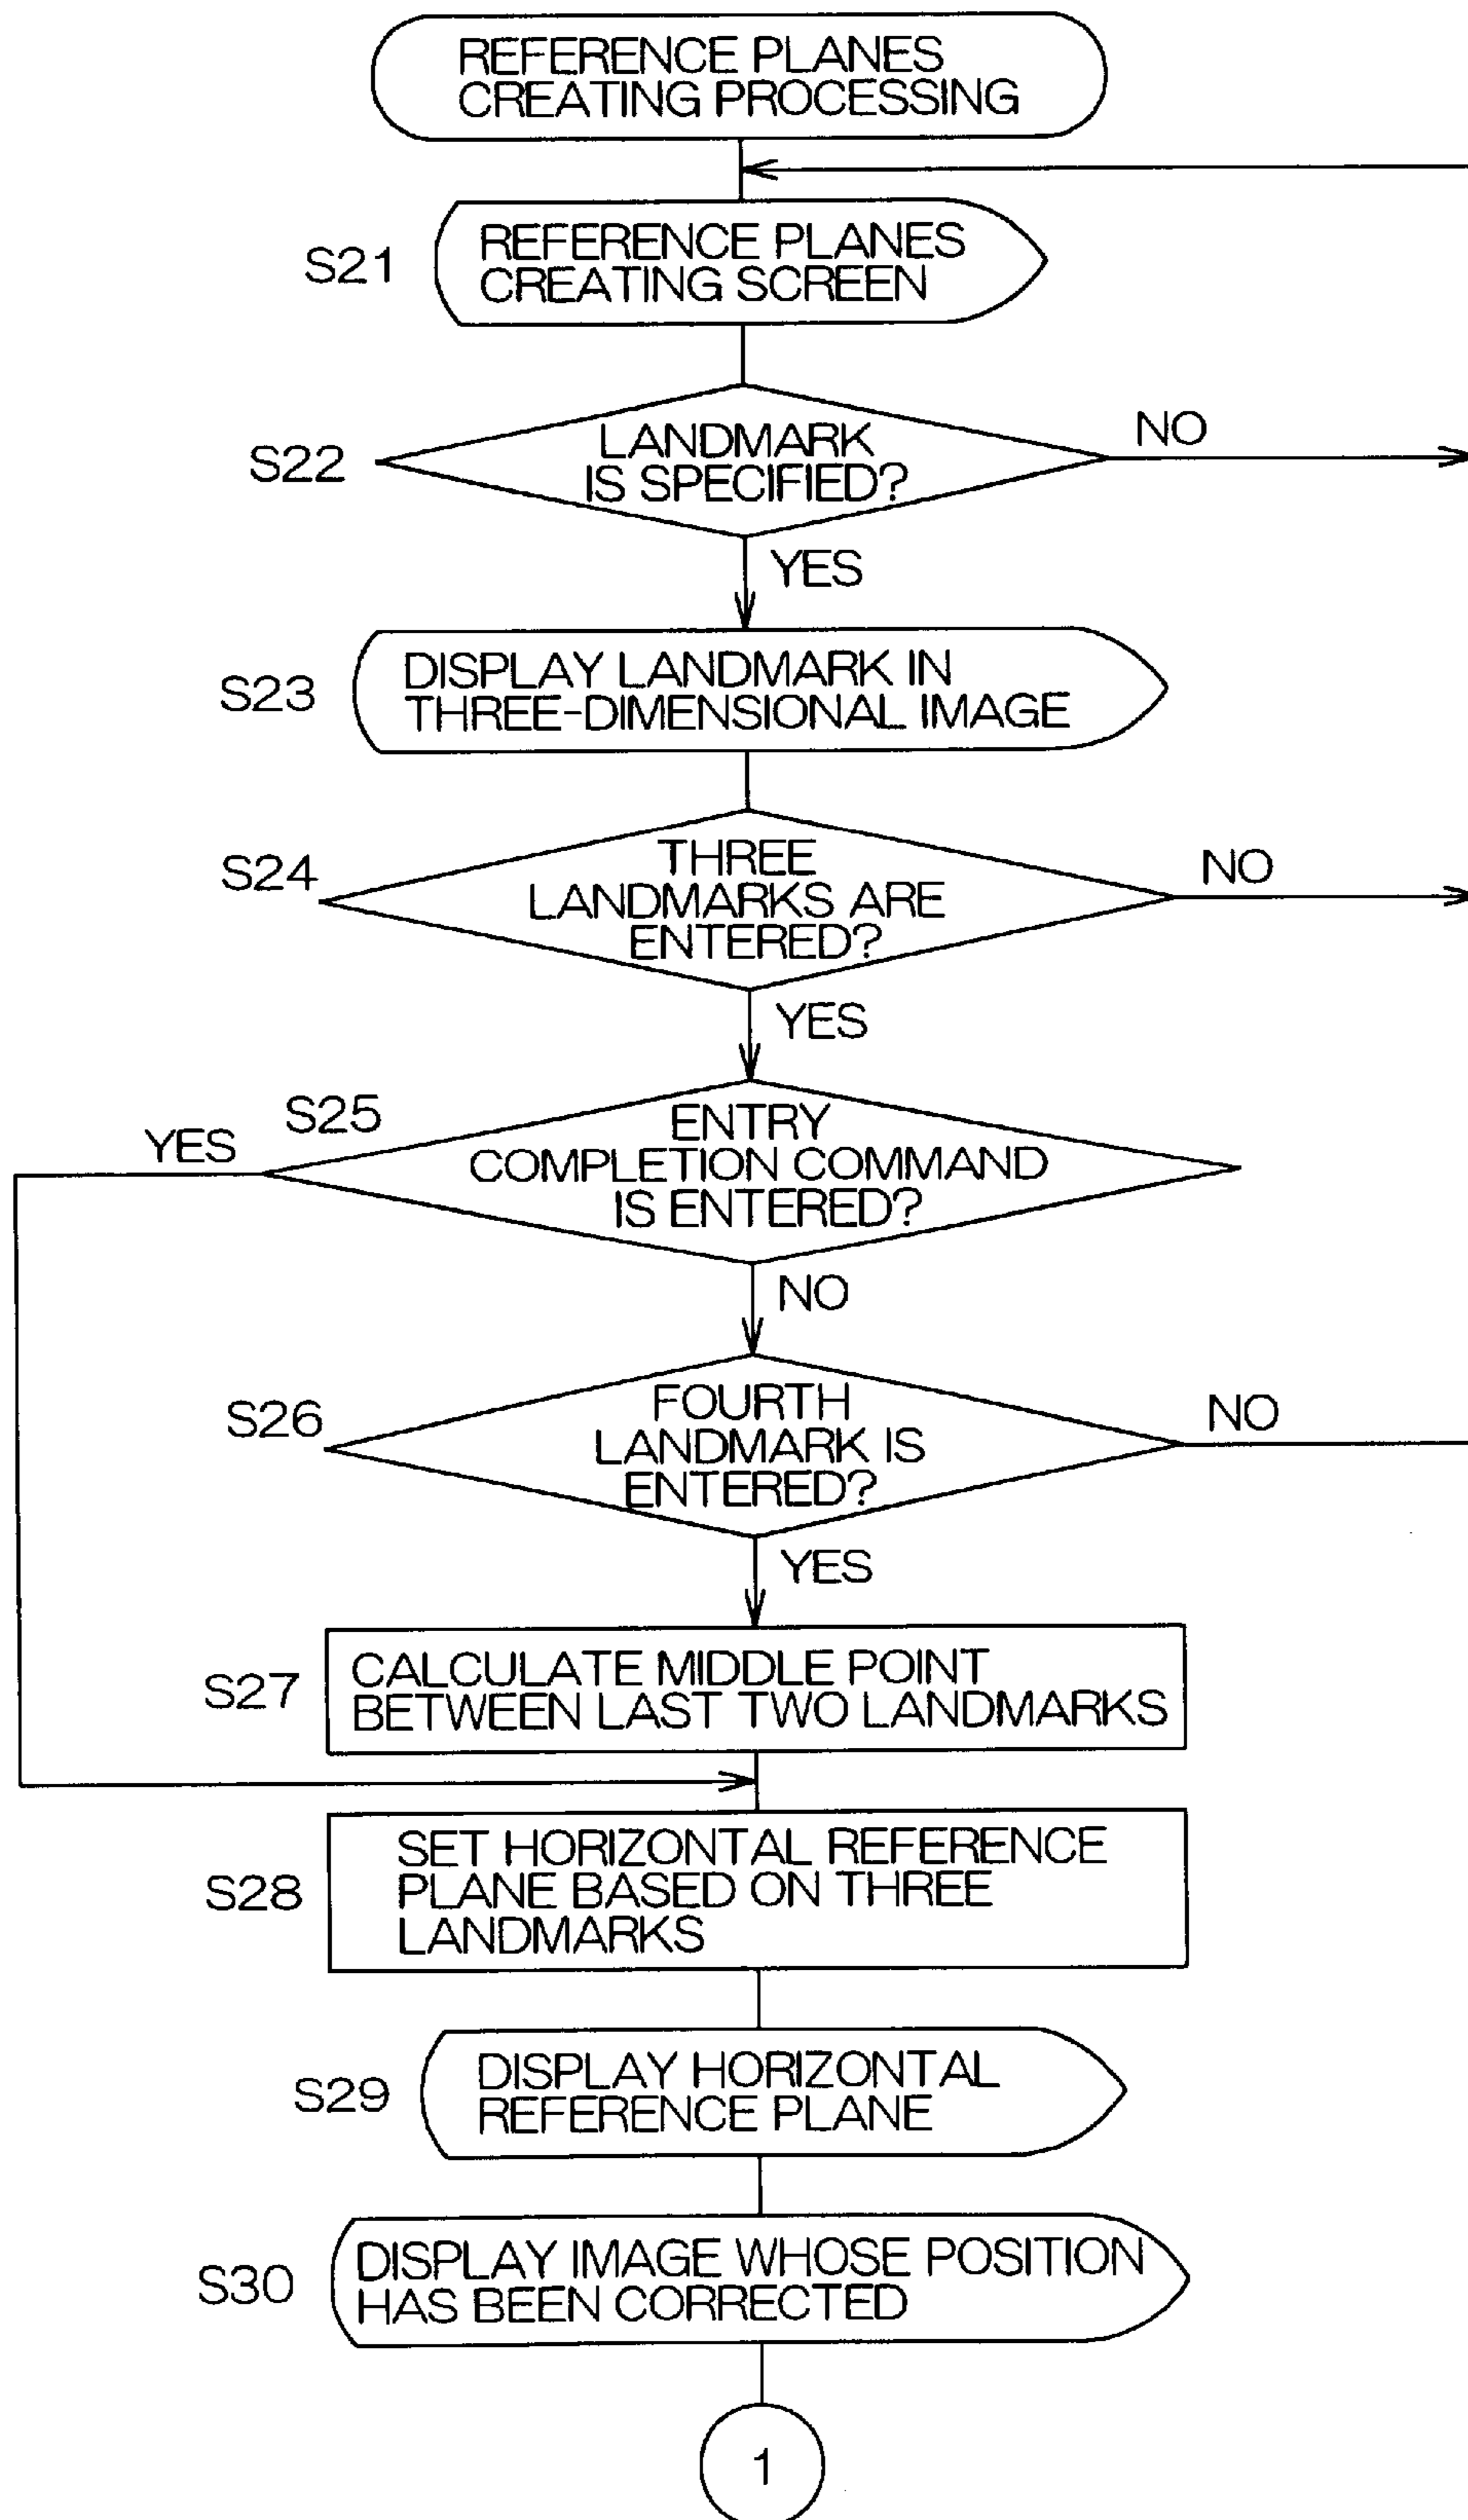 REFERENCE PLANES
CREATING PROCESSING
S21
REFERENCE PLANES
CREATING SCREEN
S22
LANDMARK
IS SPECIFIED?
NO
YES
S23
DISPLAY LANDMARK IN
THREE-DIMENSIONAL IMAGE
S24
THREE
LANDMARKS ARE
ENTERED?
NO
YES
S25
YES
ENTRY
COMPLETION COMMAND
IS ENTERED?
NO
S26
FOURTH
LANDMARK IS
ENTERED?
NO
YES
S27
CALCULATE MIDDLE POINT
BETWEEN LAST TWO LANDMARKS
S28
SET HORIZONTAL REFERENCE
PLANE BASED ON THREE
LANDMARKS
S29
DISPLAY HORIZONTAL
REFERENCE PLANE
S30
DISPLAY IMAGE WHOSE POSITION
HAS BEEN CORRECTED
1